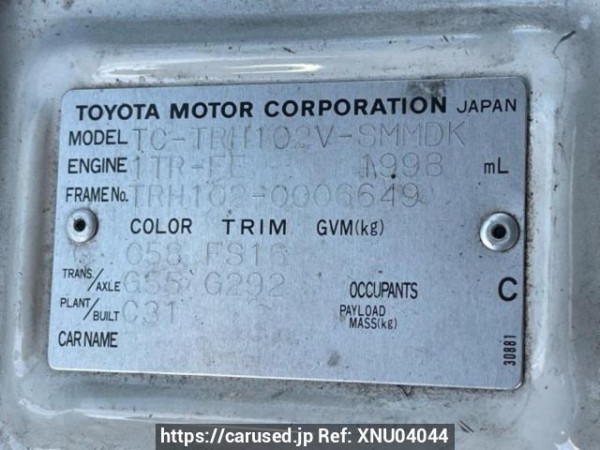 TOYOTA MOTOR CORPORATION JAPAN
MODEL TC-TRH102V-SMMDK
ENGINE 1TR-FE 1998 mL
FRAME No. TRH102-0006649
COLOR TRIM GVM(kg)
058 FS16
TRANS/AXLE G55 G292 OCCUPANTS C
PLANT/BUILT C31 PAYLOAD MASS(kg)
CAR NAME
30881
https://carused.jp Ref: XNU04044